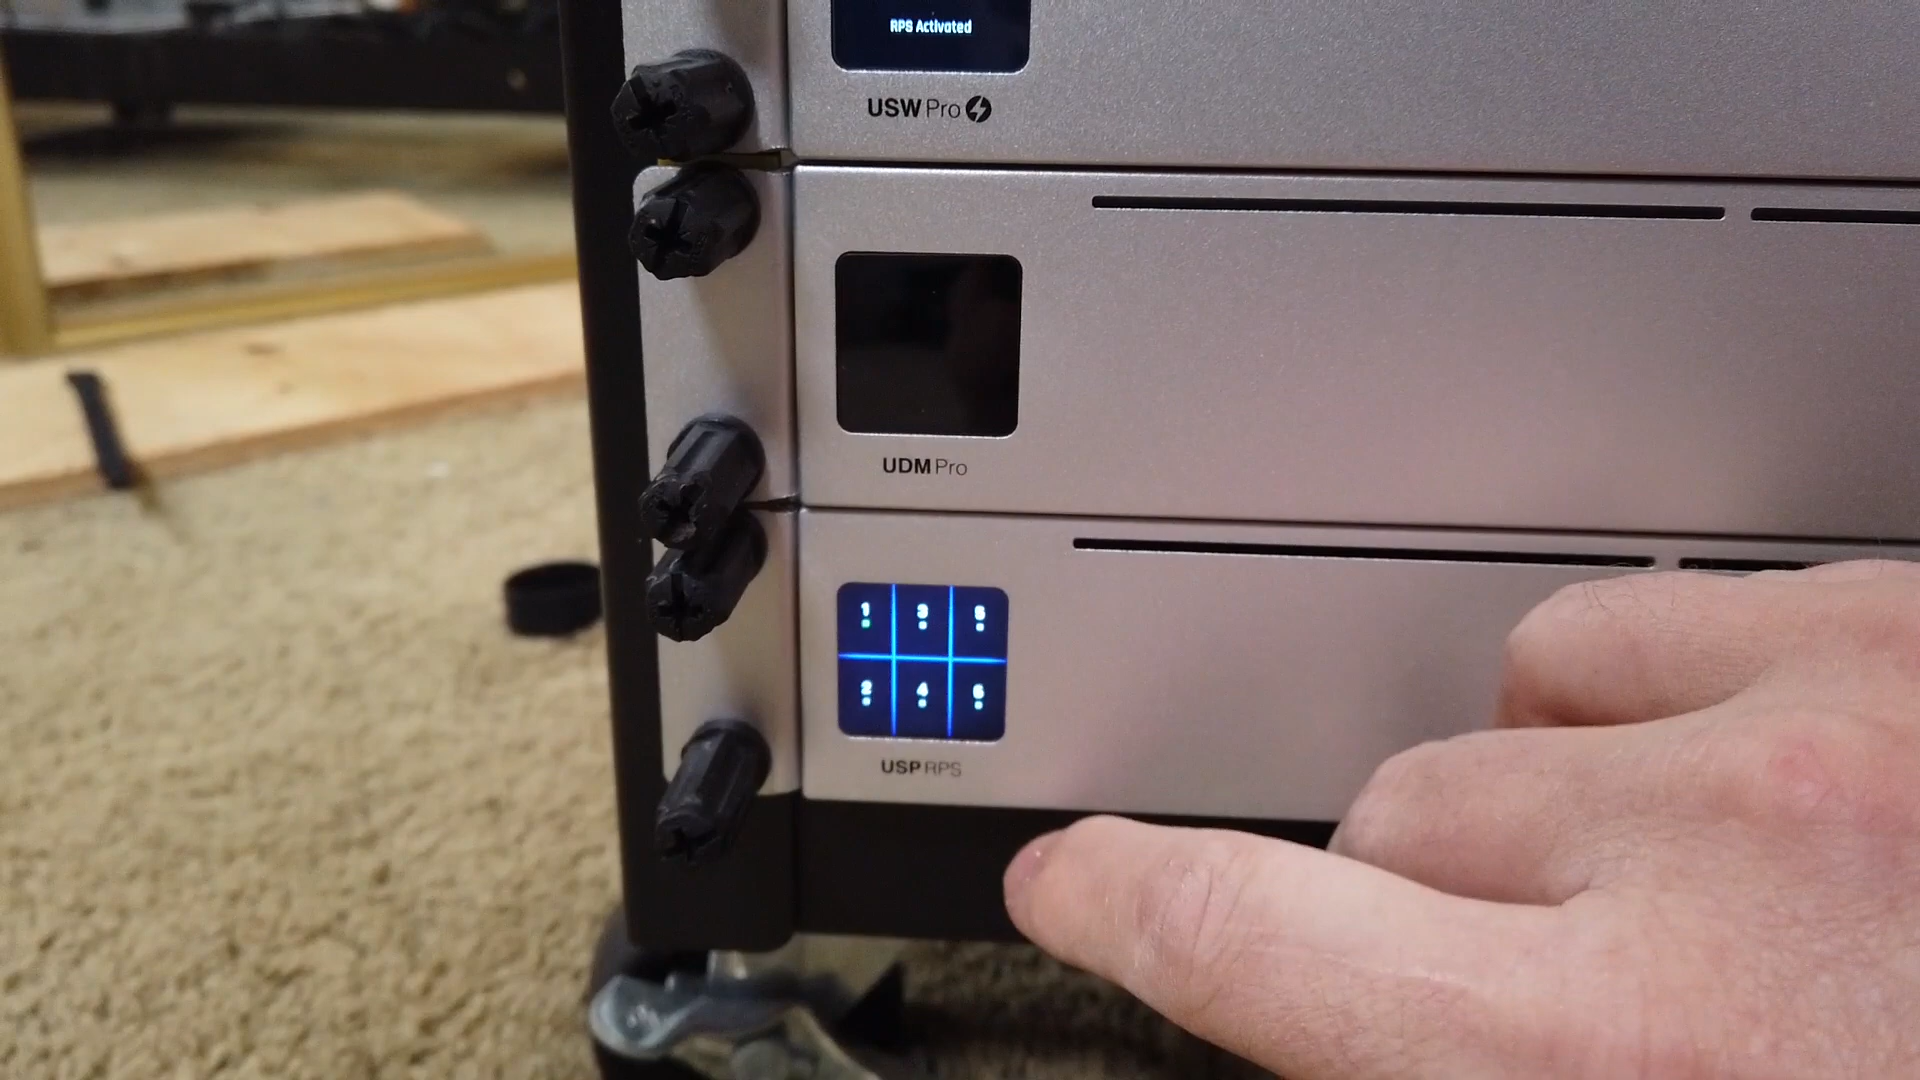 RPS Activated
USW Pro
UDM Pro
1 3 5
2 4 6
USP RPS